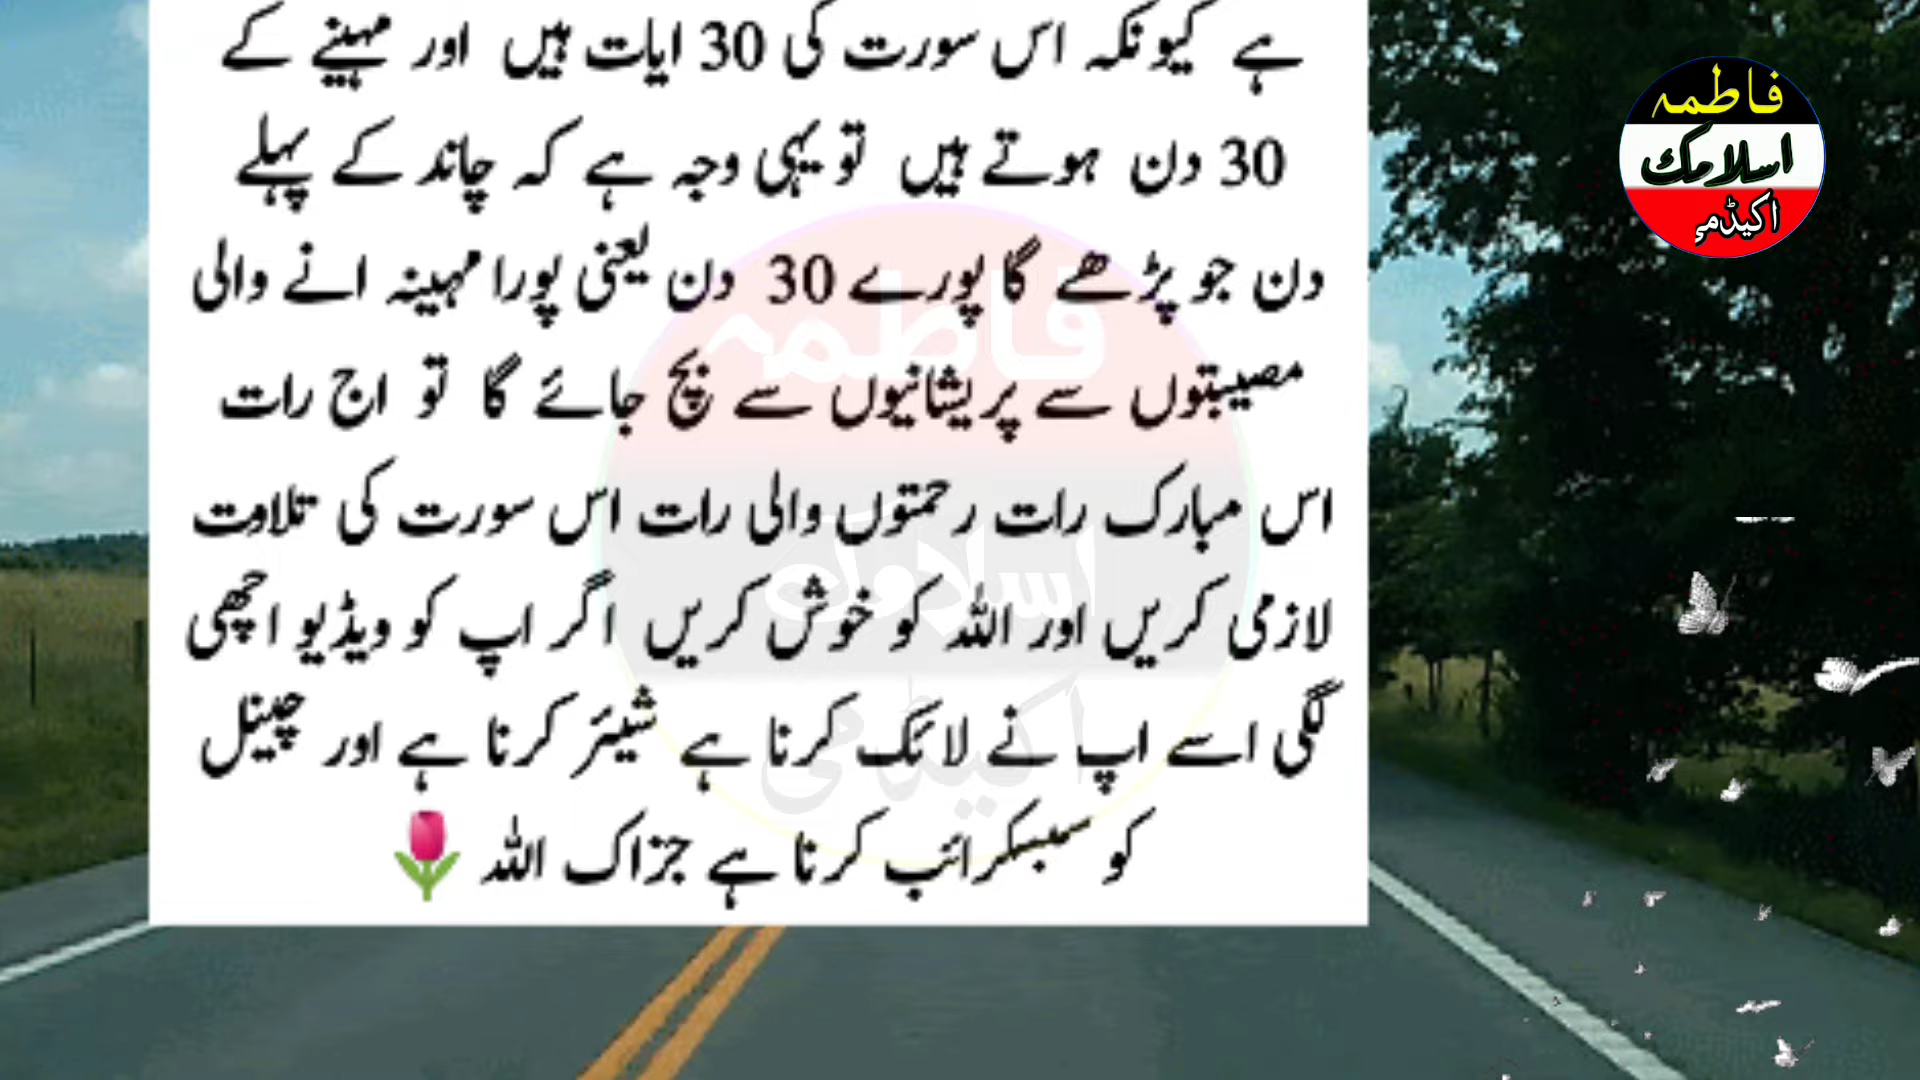 ہے کیونکہ اس سورت کی 30 ایات ہیں اور مہینے کے
30 دن ہوتے ہیں تو یہی وجہ ہے کہ چاند کے پہلے
دن جو پڑھے گا پورے 30 دن یعنی پورا مہینہ انے والی
مصیبتوں سے پریشانیوں سے بچ جائے گا تو اج رات
اس مبارک رات رحمتوں والی رات اس سورت کی تلاوت
لازمی کریں اور اللہ کو خوش کریں اگر اپ کو ویڈیو اچھی
لگی اسے اپ نے لائک کرنا ہے شیئر کرنا ہے اور چینل
کو سبسکرائب کرنا ہے جزاک اللہ 🌷
فاطمہ
اسلامک
اکیڈمی
فاطمہ
اسلامک
اکیڈمی